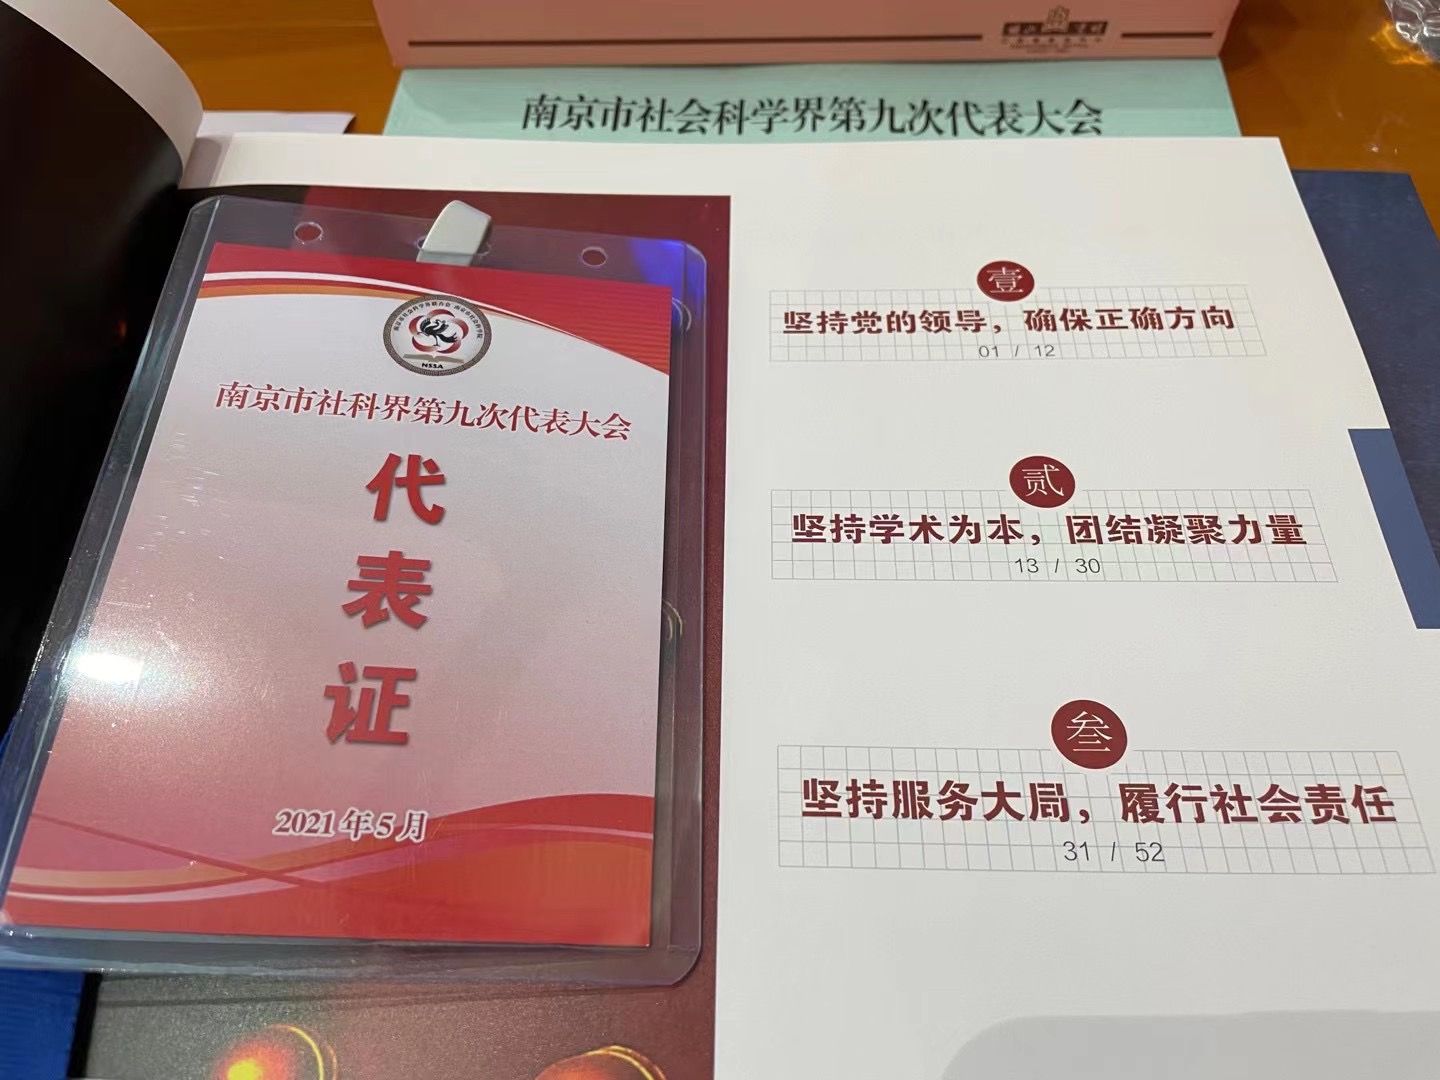 南京市社会科学界第九次代表大会
NSSA
南京市社科界第九次代表大会
代
表
证
2021年5月
壹
坚持党的领导，确保正确方向
01 / 12
贰
坚持学术为本，团结凝聚力量
13 / 30
叁
坚持服务大局，履行社会责任
31 / 52